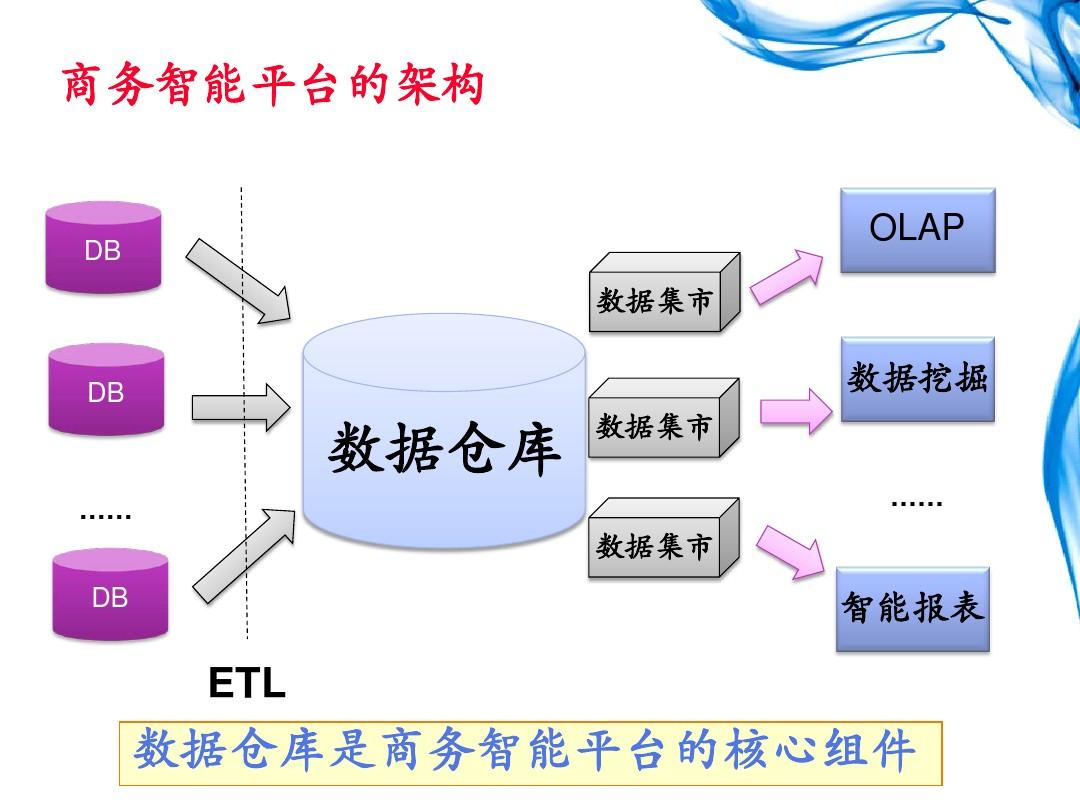 商务智能平台的架构
DB
DB
......
DB
ETL
数据仓库
数据集市
数据集市
数据集市
OLAP
数据挖掘
......
智能报表
数据仓库是商务智能平台的核心组件